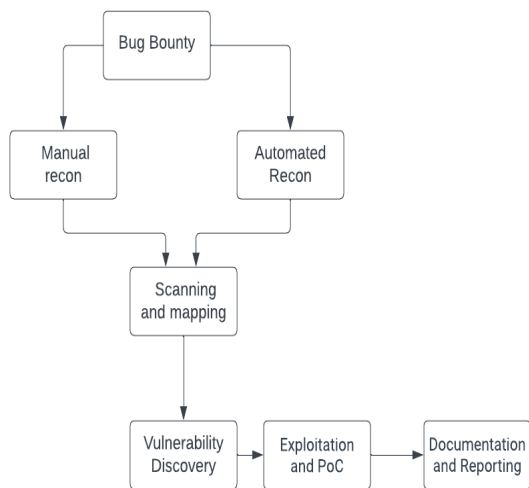 Bug Bounty
Manual
recon
Automated
Recon
Scanning
and mapping
Vulnerability
Discovery
Exploitation
and PoC
Documentation
and Reporting